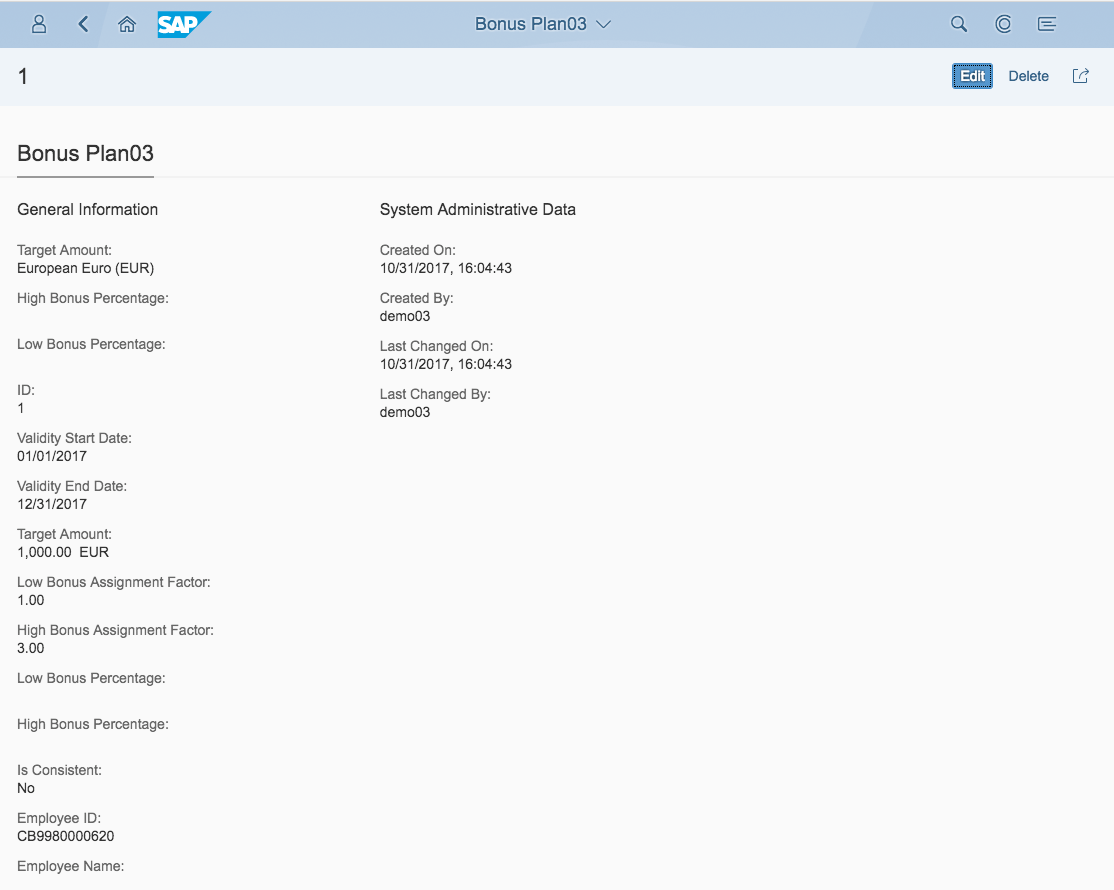 SAP
Bonus Plan03
1
Edit
Delete
Bonus Plan03
General Information
Target Amount:
European Euro (EUR)
High Bonus Percentage:
Low Bonus Percentage:
ID:
1
Validity Start Date:
01/01/2017
Validity End Date:
12/31/2017
Target Amount:
1,000.00 EUR
Low Bonus Assignment Factor:
1.00
High Bonus Assignment Factor:
3.00
Low Bonus Percentage:
High Bonus Percentage:
Is Consistent:
No
Employee ID:
CB9980000620
Employee Name:
System Administrative Data
Created On:
10/31/2017, 16:04:43
Created By:
demo03
Last Changed On:
10/31/2017, 16:04:43
Last Changed By:
demo03